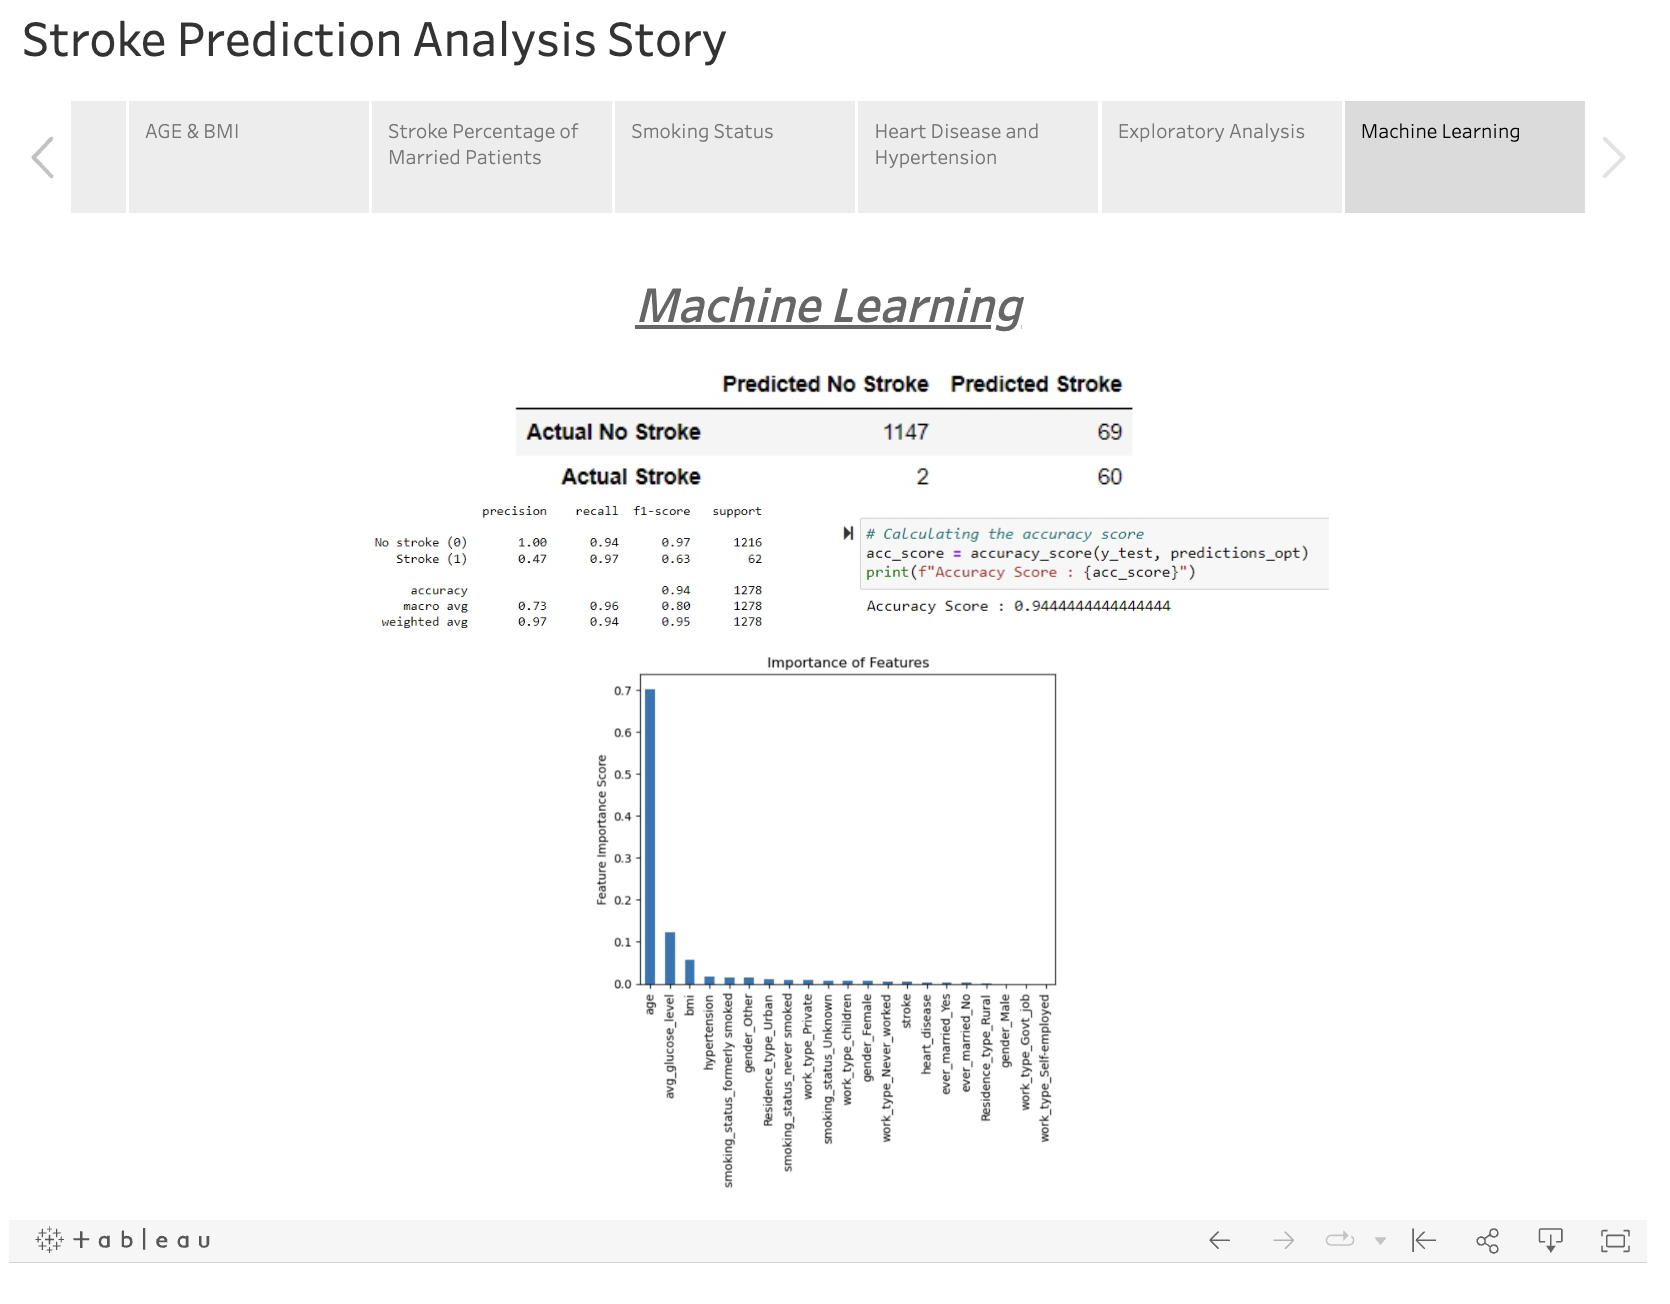 Stroke Prediction Analysis Story
AGE & BMI
Stroke Percentage of
Married Patients
Smoking Status
Heart Disease and
Hypertension
Exploratory Analysis
Machine Learning
Machine Learning
Predicted No Stroke Predicted Stroke
Actual No Stroke 1147 69
Actual Stroke 2 60
precision recall f1-score support
No stroke (0) 1.00 0.94 0.97 1216
Stroke (1) 0.47 0.97 0.63 62
accuracy 0.94 1278
macro avg 0.73 0.96 0.80 1278
weighted avg 0.97 0.94 0.95 1278
# Calculating the accuracy score
acc_score = accuracy_score(y_test, predictions_opt)
print(f"Accuracy Score : {acc_score}")
Accuracy Score : 0.9444444444444444
Importance of Features
Feature Importance Score
0.7
0.6
0.5
0.4
0.3
0.2
0.1
0.0
age
avg_glucose_level
bmi
hypertension
smoking_status_formerly smoked
gender_Other
Residence_type_Urban
smoking_status_never smoked
work_type_Private
smoking_status_Unknown
work_type_children
gender_Female
work_type_Never_worked
stroke
heart_disease
ever_married_Yes
ever_married_No
Residence_type_Rural
gender_Male
work_type_Govt_job
work_type_Self-employed
+ a b l e a u